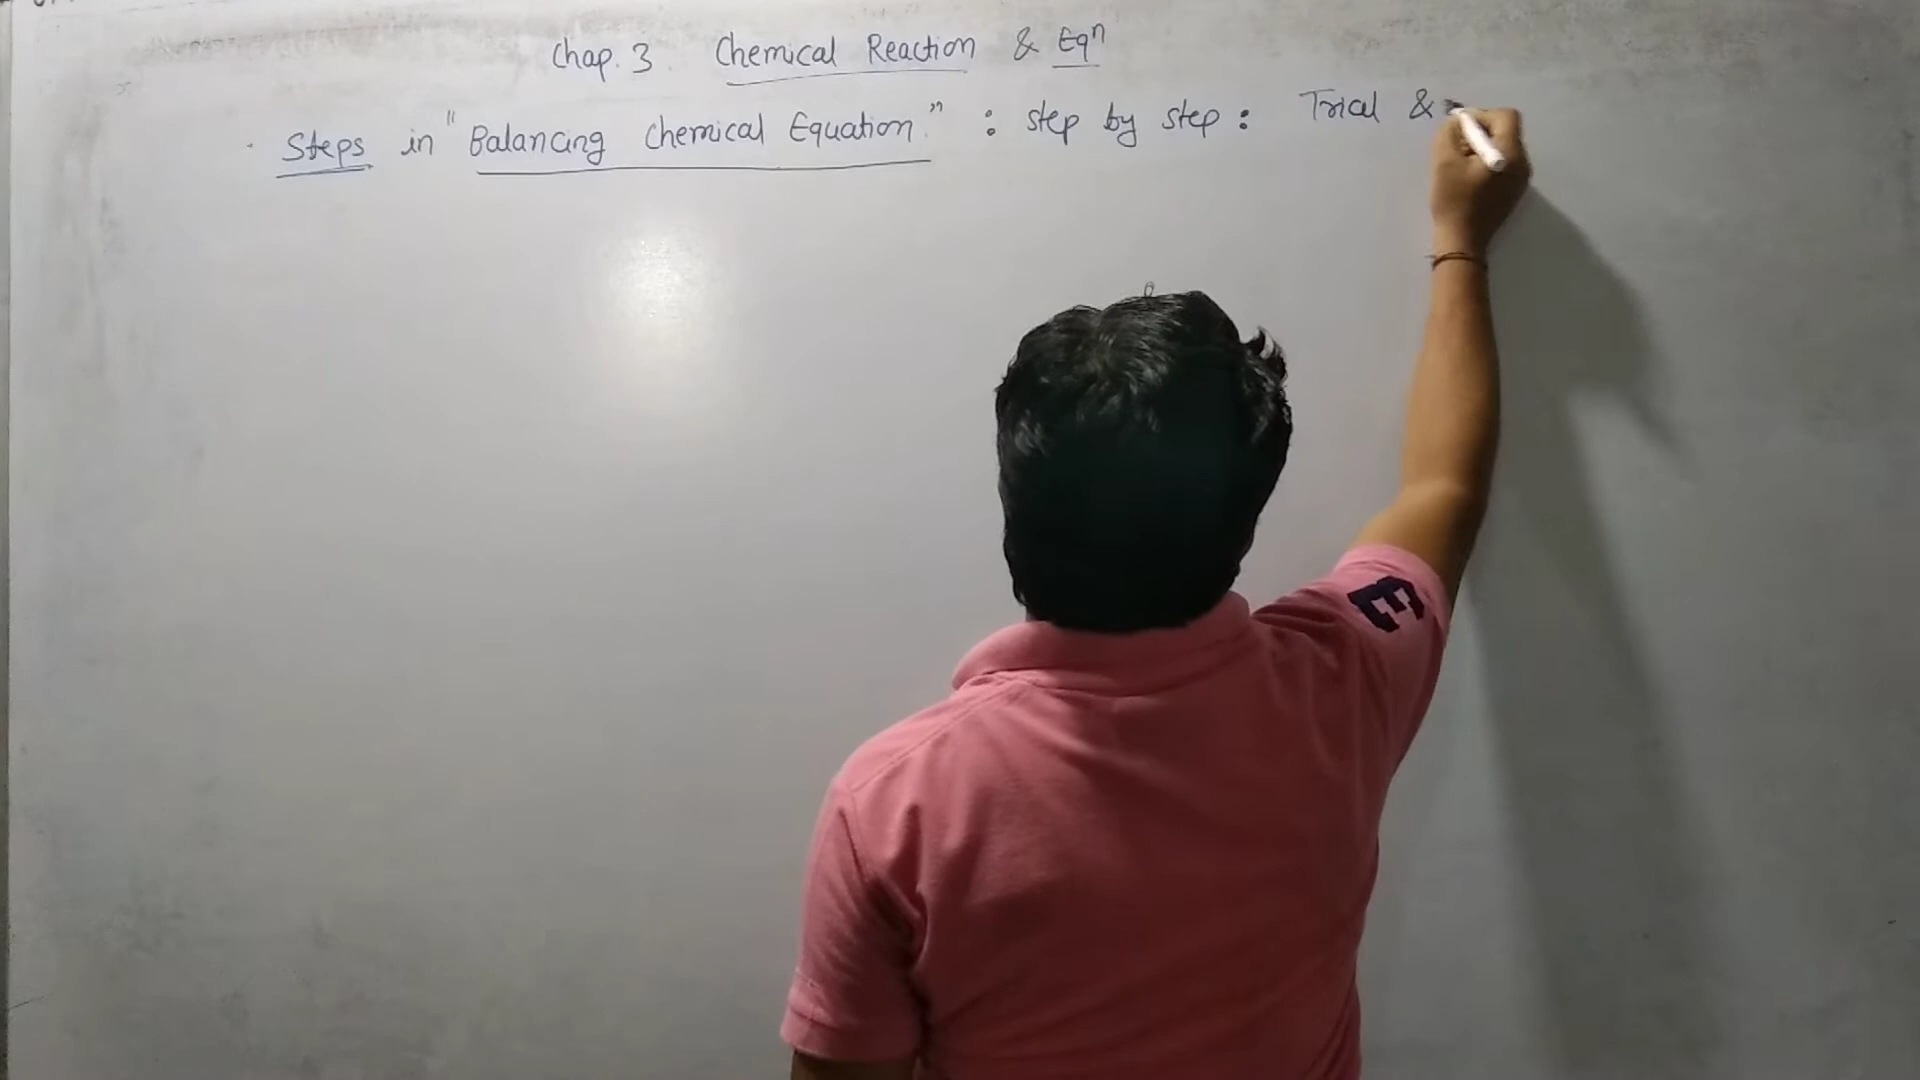 Chap. 3 Chemical Reaction & Eqⁿ
Steps in "Balancing Chemical Equation." : step by step : Trial &
E